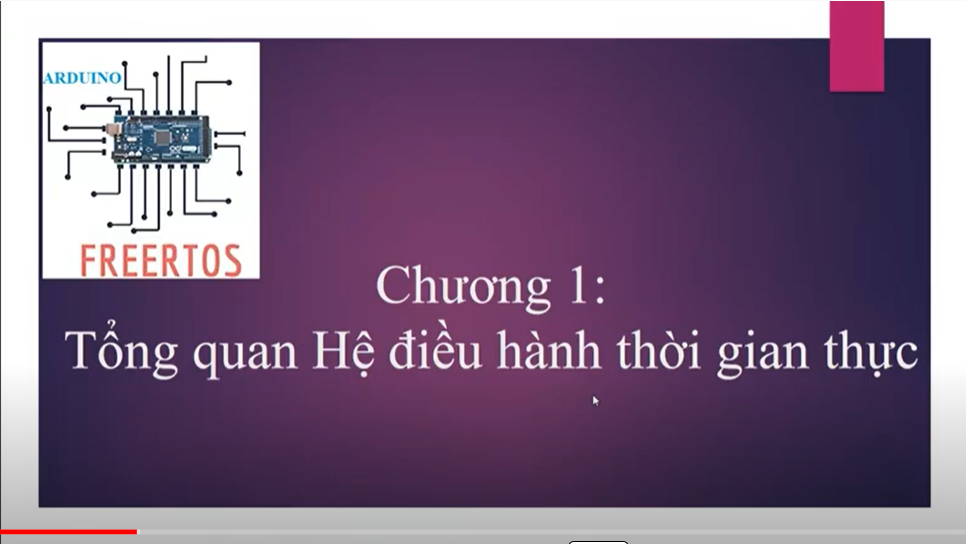 ARDUINO
FREERTOS
Chương 1:
Tổng quan Hệ điều hành thời gian thực